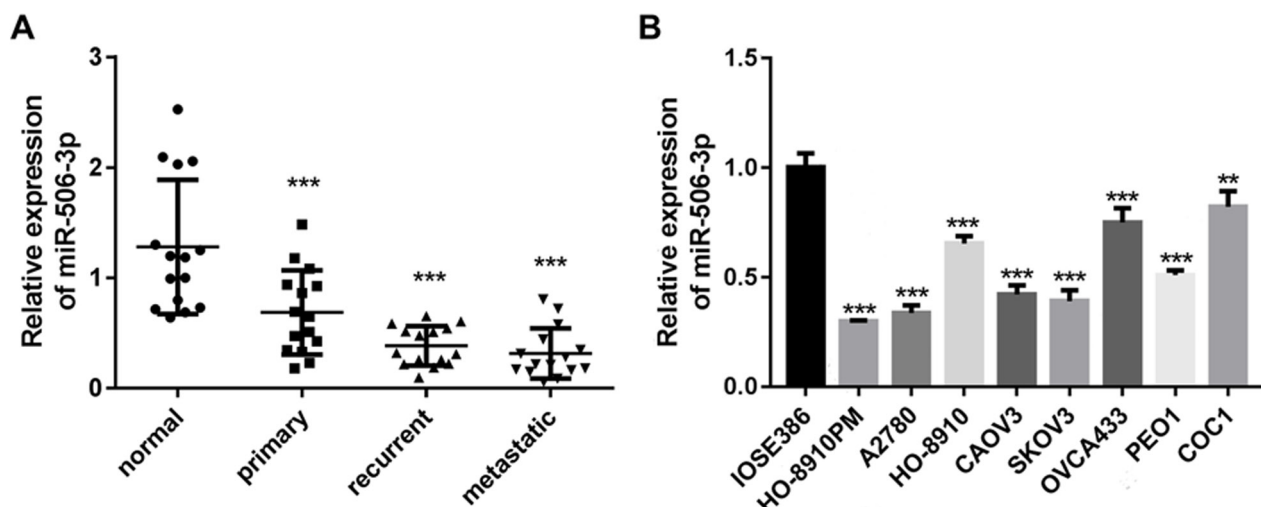 A
Relative expression
of miR-506-3p
3
2
1
0
***
***
***
normal
primary
recurrent
metastatic
B
Relative expression
of miR-506-3p
1.5
1.0
0.5
0.0
***
***
***
***
***
***
***
**
IOSE386
HO-8910PM
A2780
HO-8910
CAOV3
SKOV3
OVCA433
PEO1
COC1